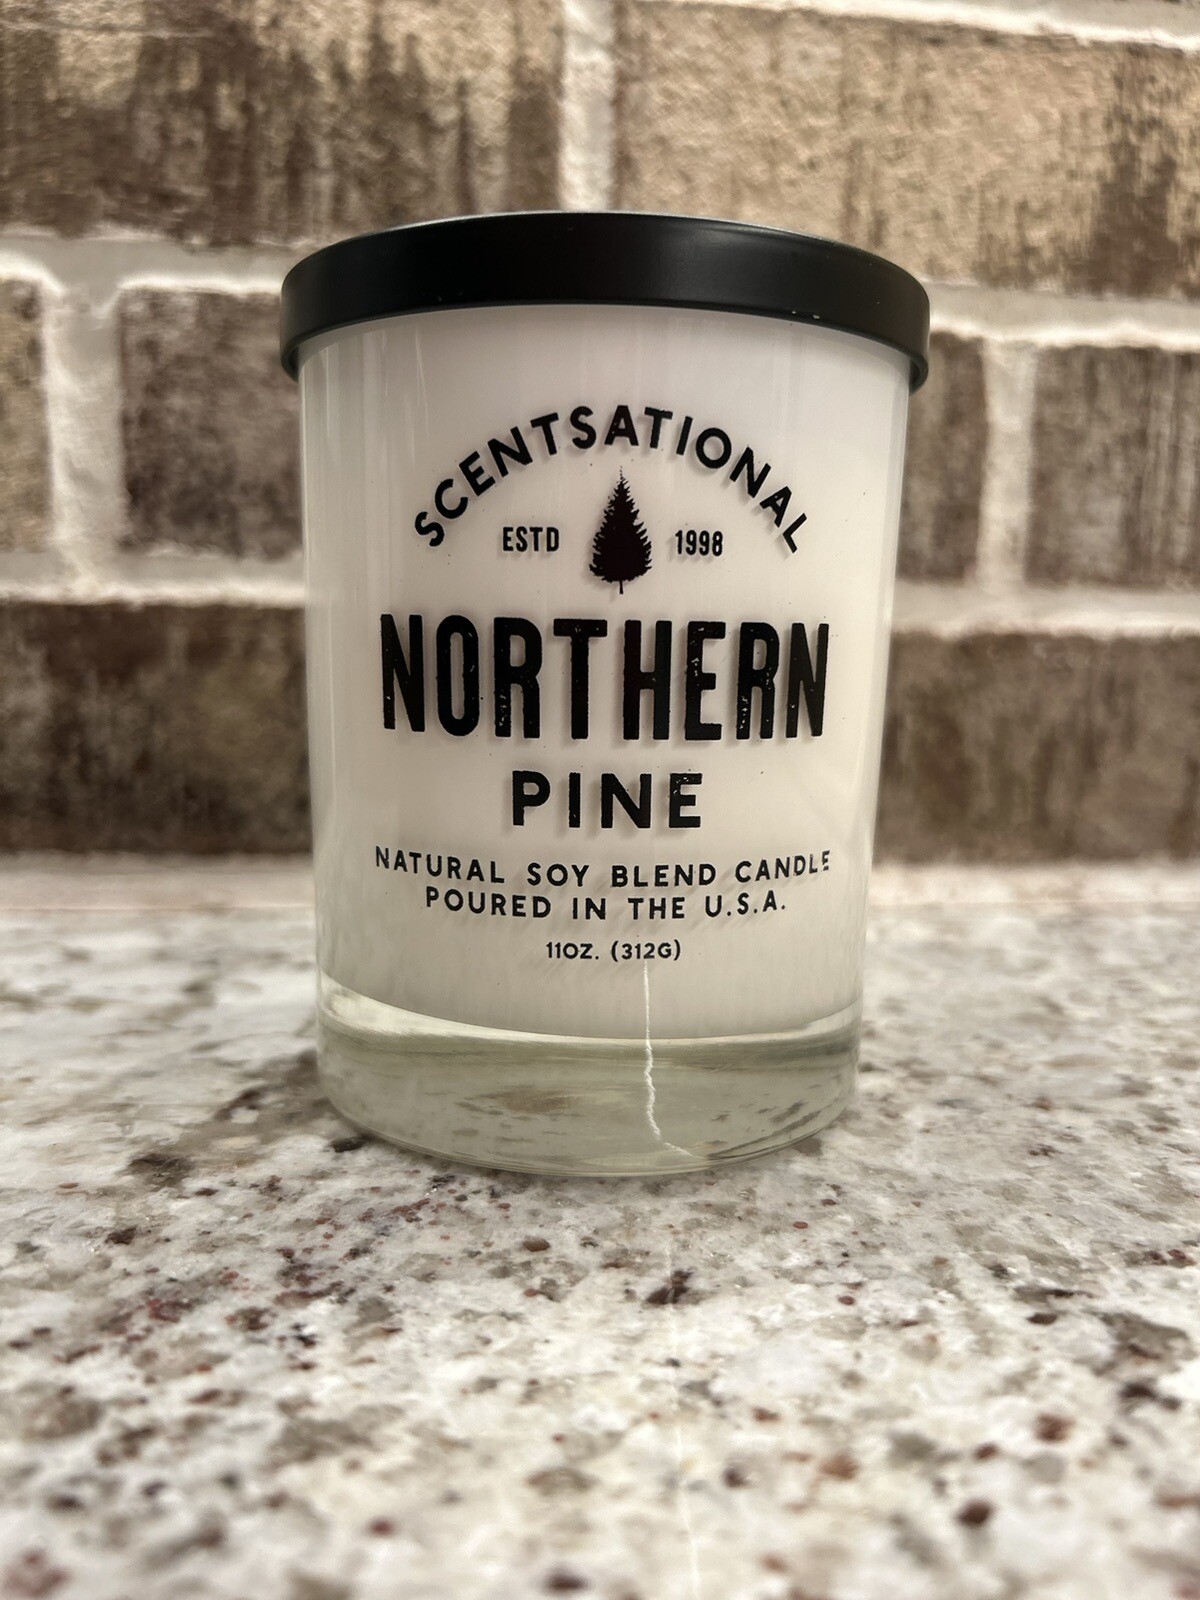 SCENTSATIONAL
ESTD 1998
NORTHERN
PINE
NATURAL SOY BLEND CANDLE
POURED IN THE U.S.A.
11OZ. (312G)